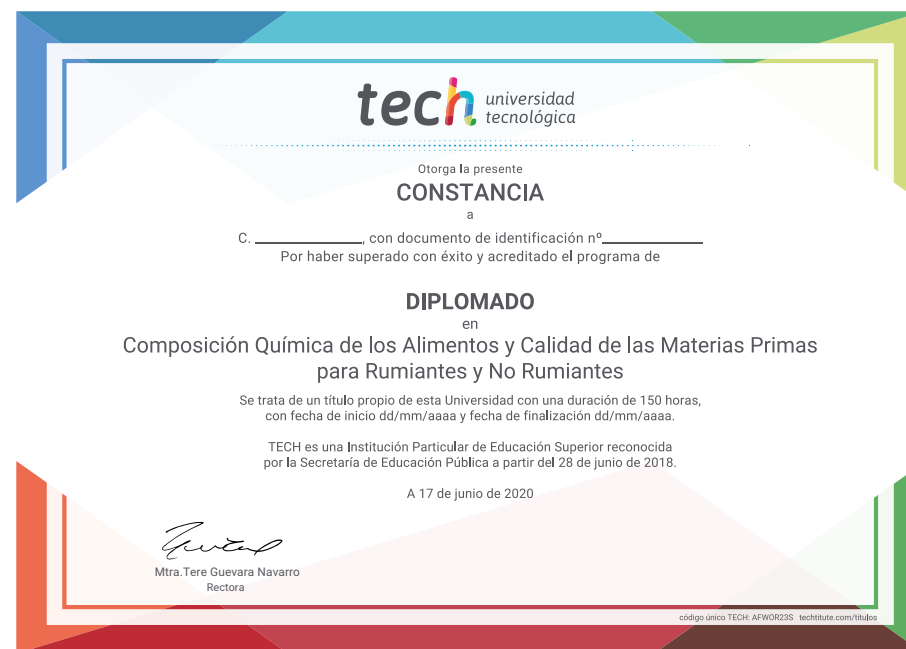 tech universidad
tecnológica
Otorga la presente
CONSTANCIA
a
C. ____________, con documento de identificación nº____________
Por haber superado con éxito y acreditado el programa de
DIPLOMADO
en
Composición Química de los Alimentos y Calidad de las Materias Primas
para Rumiantes y No Rumiantes
Se trata de un título propio de esta Universidad con una duración de 150 horas,
con fecha de inicio dd/mm/aaaa y fecha de finalización dd/mm/aaaa.
TECH es una Institución Particular de Educación Superior reconocida
por la Secretaría de Educación Pública a partir del 28 de junio de 2018.
A 17 de junio de 2020
Mtra.Tere Guevara Navarro
Rectora
código único TECH: AFWOR23S techtitute.com/titulos